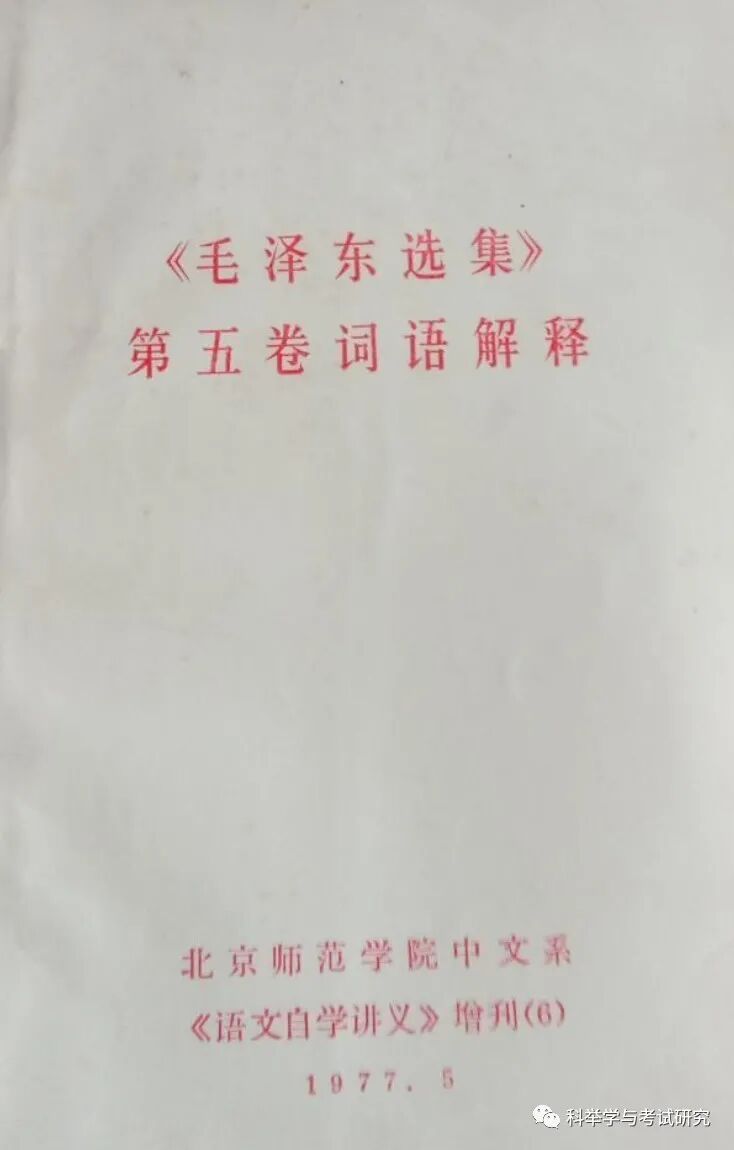 《毛泽东选集》
第五卷词语解释
北京师范学院中文系
《语文自学讲义》增刊(6)
1977.5
科举学与考试研究